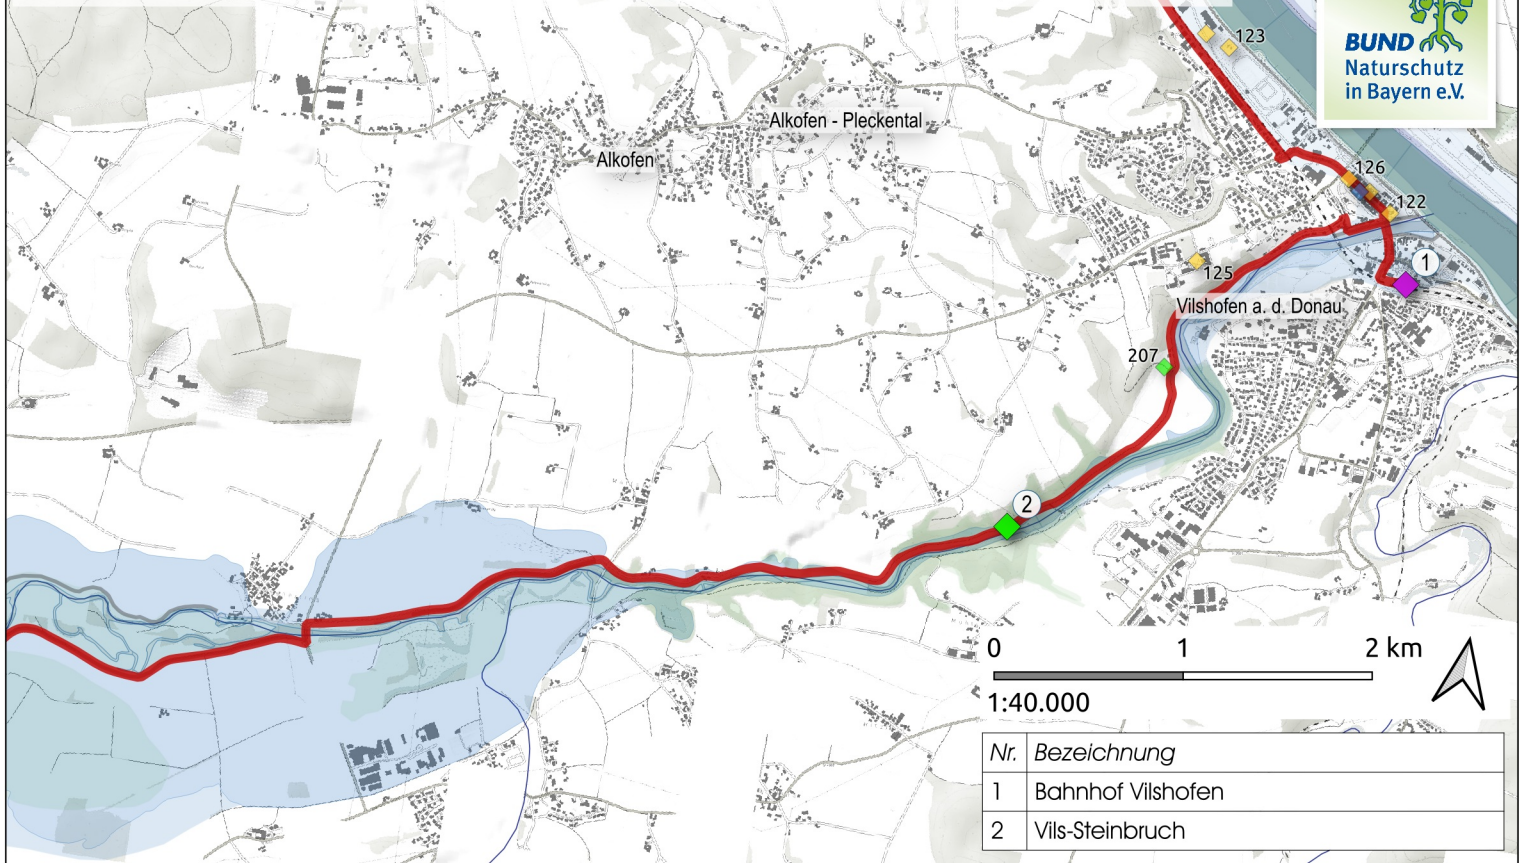 123
BUND
Naturschutz
in Bayern e.V.
Alkofen - Pleckental
Alkofen
126
122
125
1
Vilshofen a. d. Donau
207
2
0 1 2 km
1:40.000
Nr. Bezeichnung
1 Bahnhof Vilshofen
2 Vils-Steinbruch